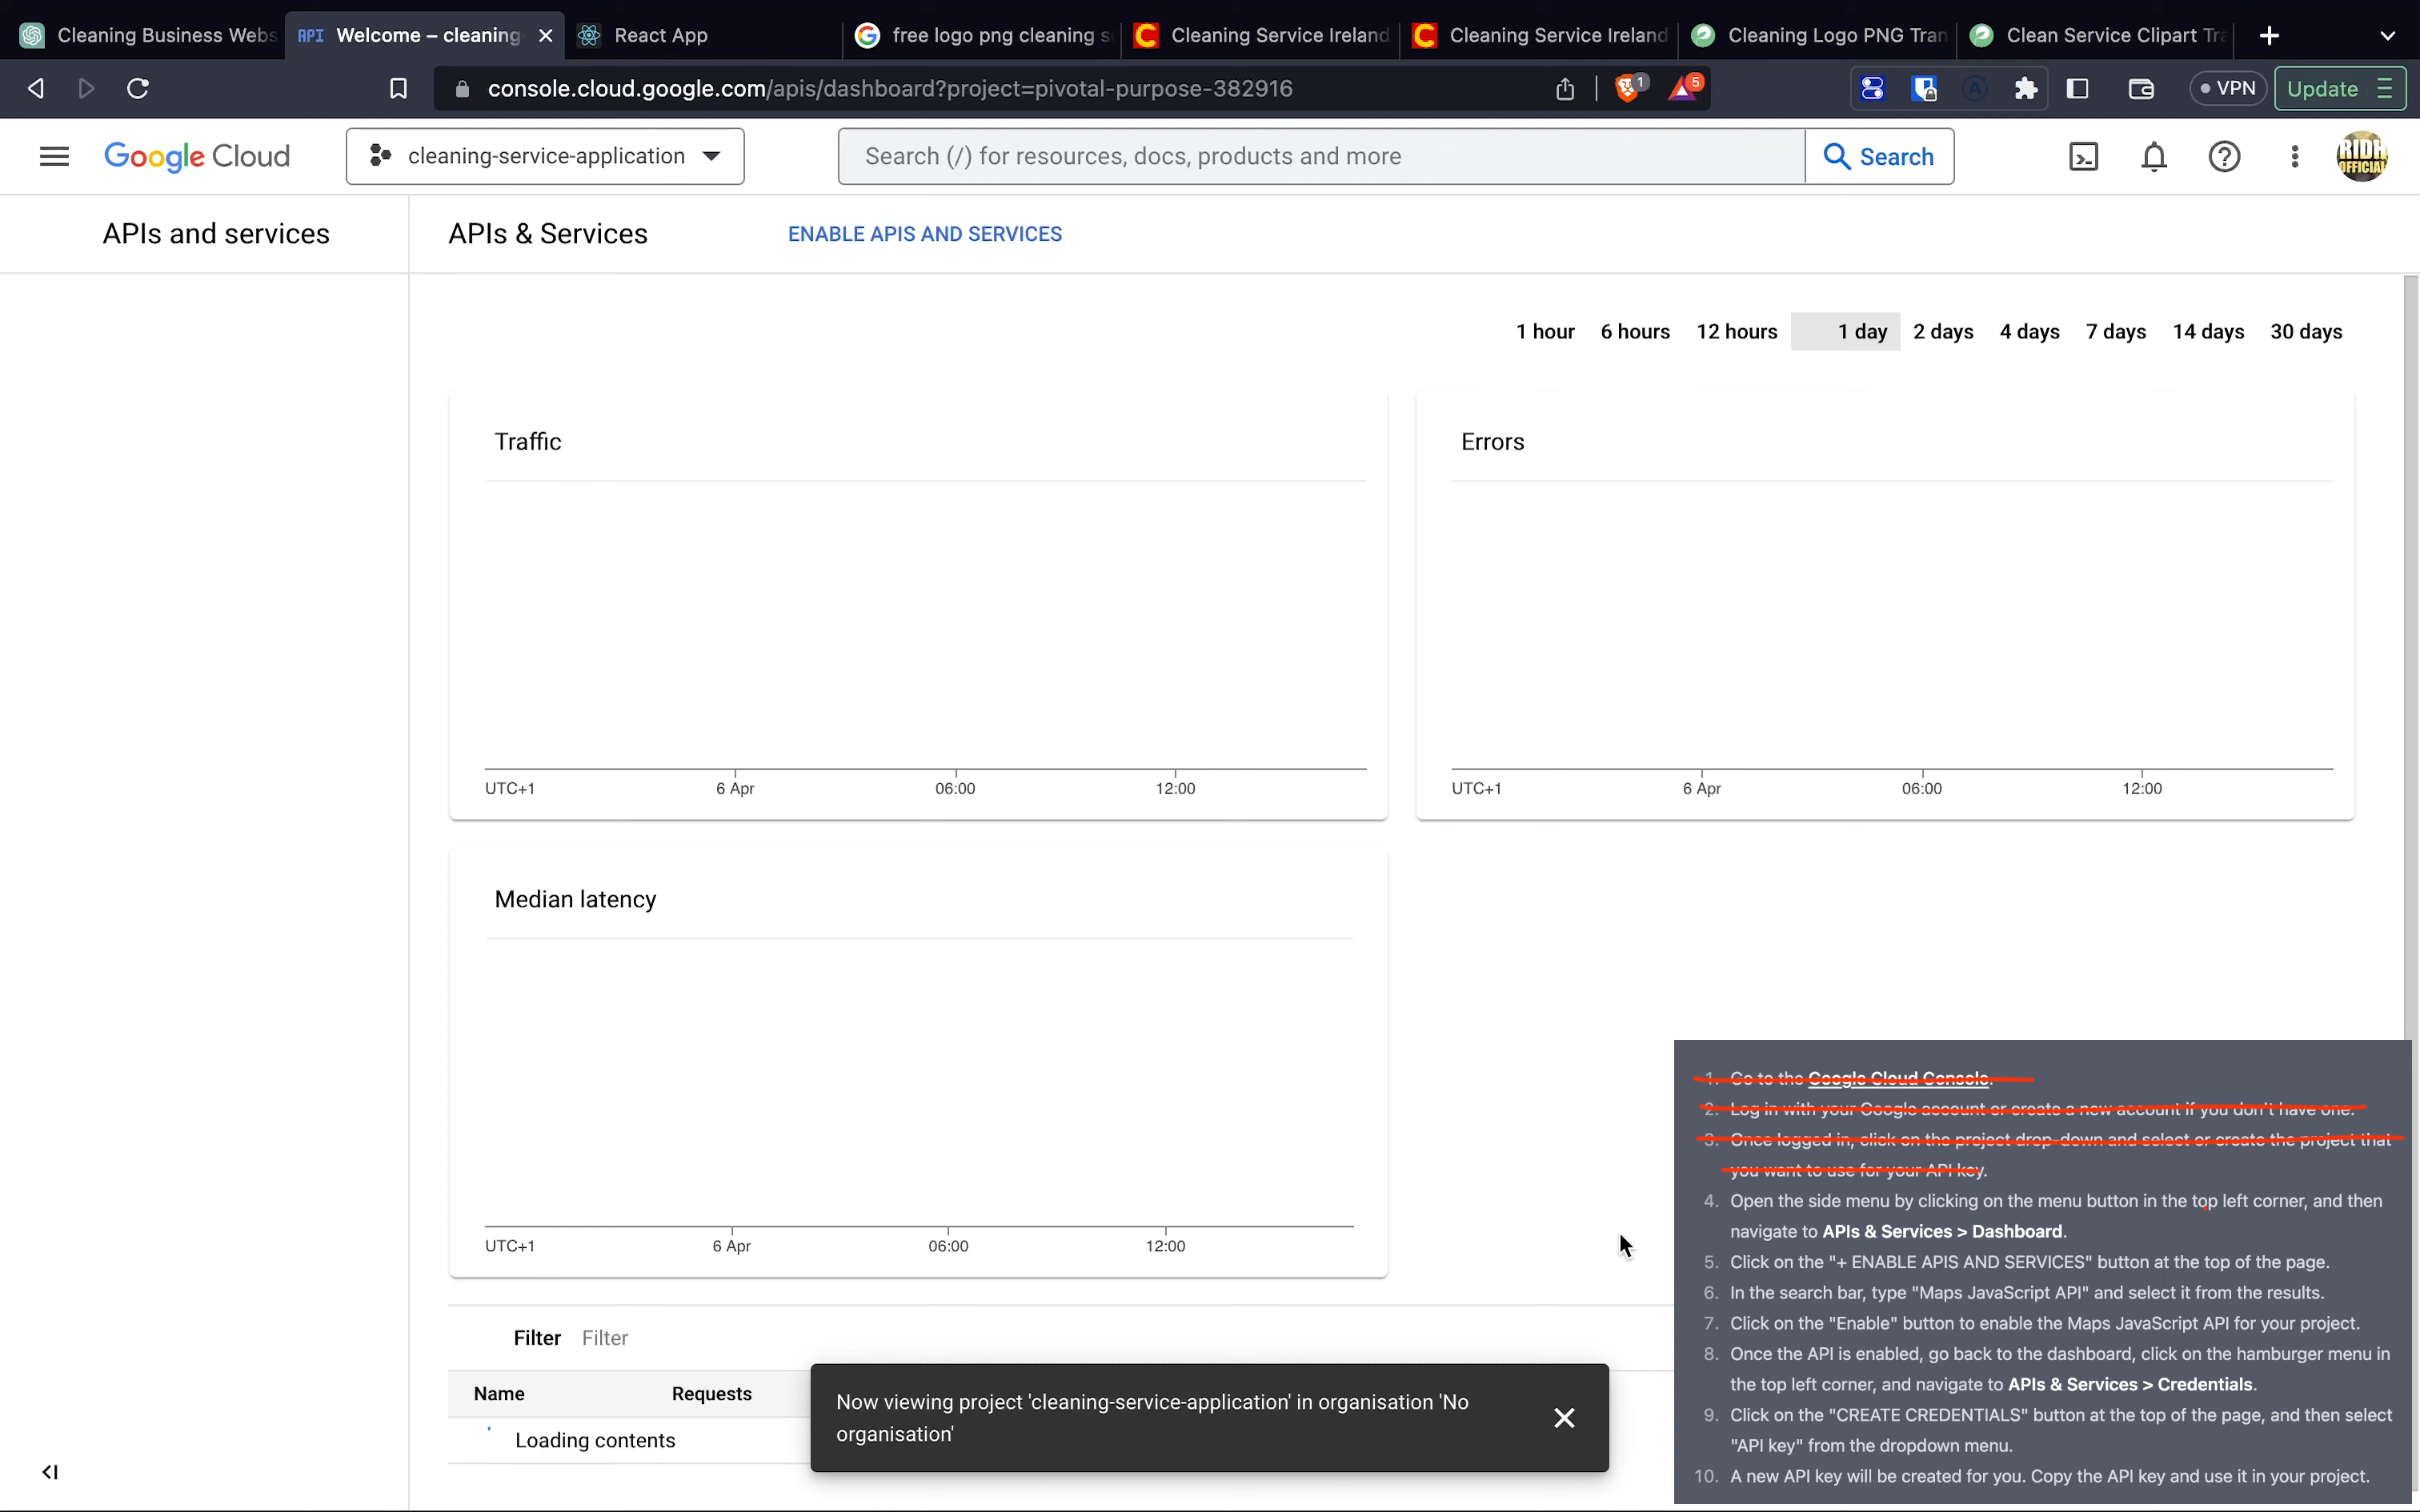 Cleaning Business Webs
API Welcome – cleaning-
React App
free logo png cleaning s
Cleaning Service Ireland
Cleaning Service Ireland
Cleaning Logo PNG Tran
Clean Service Clipart Tra
console.cloud.google.com/apis/dashboard?project=pivotal-purpose-382916
1
5
VPN
Update
Google Cloud
cleaning-service-application
Search (/) for resources, docs, products and more
Search
RIDH
OFFICIAL
APIs and services
APIs & Services
ENABLE APIS AND SERVICES
1 hour 6 hours 12 hours 1 day 2 days 4 days 7 days 14 days 30 days
Traffic
UTC+1 6 Apr 06:00 12:00
Errors
UTC+1 6 Apr 06:00 12:00
Median latency
UTC+1 6 Apr 06:00 12:00
Filter Filter
Name Requests
Loading contents
Now viewing project 'cleaning-service-application' in organisation 'No
organisation'
1. Go to the Google Cloud Console.
2. Log in with your Google account or create a new account if you don't have one.
3. Once logged in, click on the project drop-down and select or create the project that
you want to use for your API key.
4. Open the side menu by clicking on the menu button in the top left corner, and then
navigate to APIs & Services > Dashboard.
5. Click on the "+ ENABLE APIS AND SERVICES" button at the top of the page.
6. In the search bar, type "Maps JavaScript API" and select it from the results.
7. Click on the "Enable" button to enable the Maps JavaScript API for your project.
8. Once the API is enabled, go back to the dashboard, click on the hamburger menu in
the top left corner, and navigate to APIs & Services > Credentials.
9. Click on the "CREATE CREDENTIALS" button at the top of the page, and then select
"API key" from the dropdown menu.
10. A new API key will be created for you. Copy the API key and use it in your project.